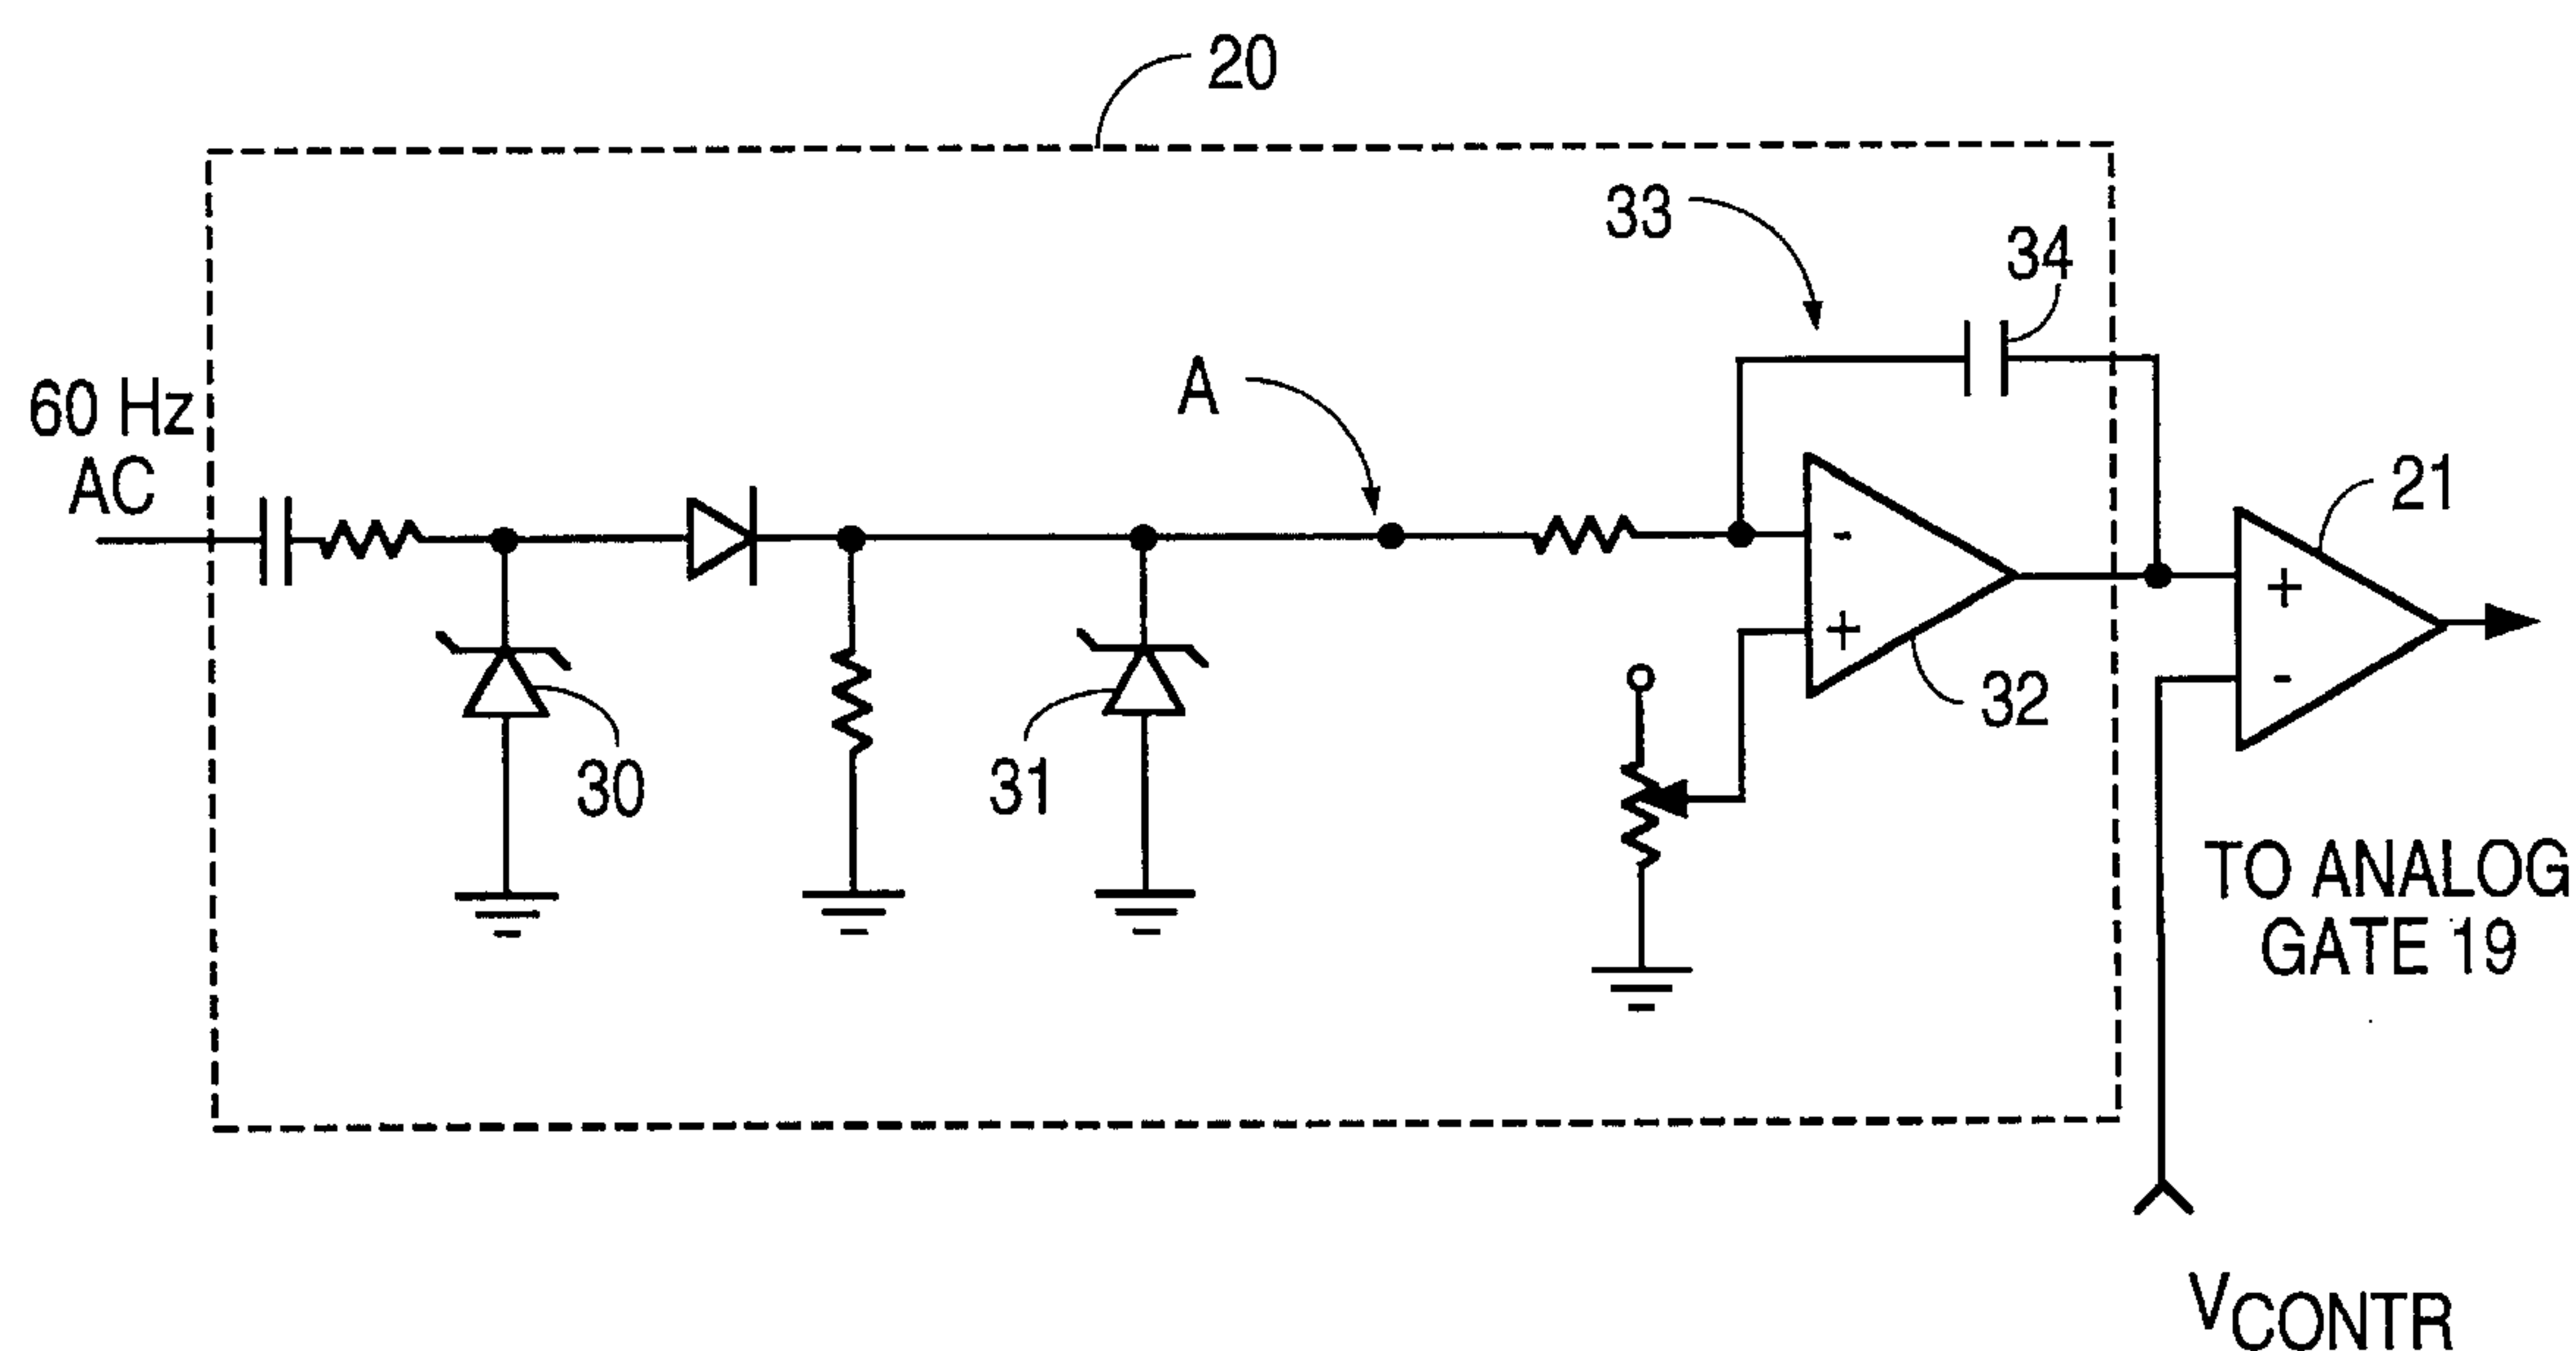 20
33
34
A
60 Hz
AC
21
-
+
+
-
32
30
31
TO ANALOG
GATE 19
VCONTR